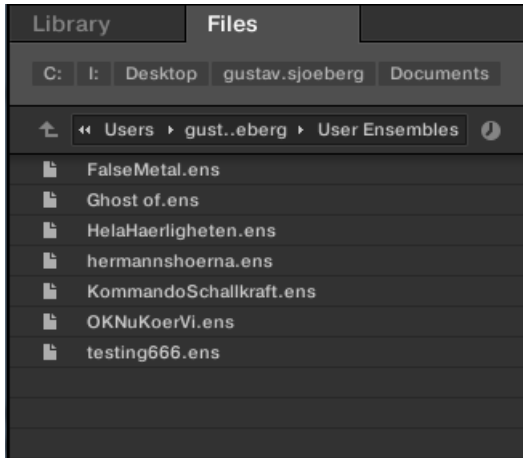 Library Files
C: I: Desktop gustav.sjoeberg Documents
Users gust..eberg User Ensembles
FalseMetal.ens
Ghost of.ens
HelaHaerligheten.ens
hermannshoerna.ens
KommandoSchallkraft.ens
OKNuKoerVi.ens
testing666.ens